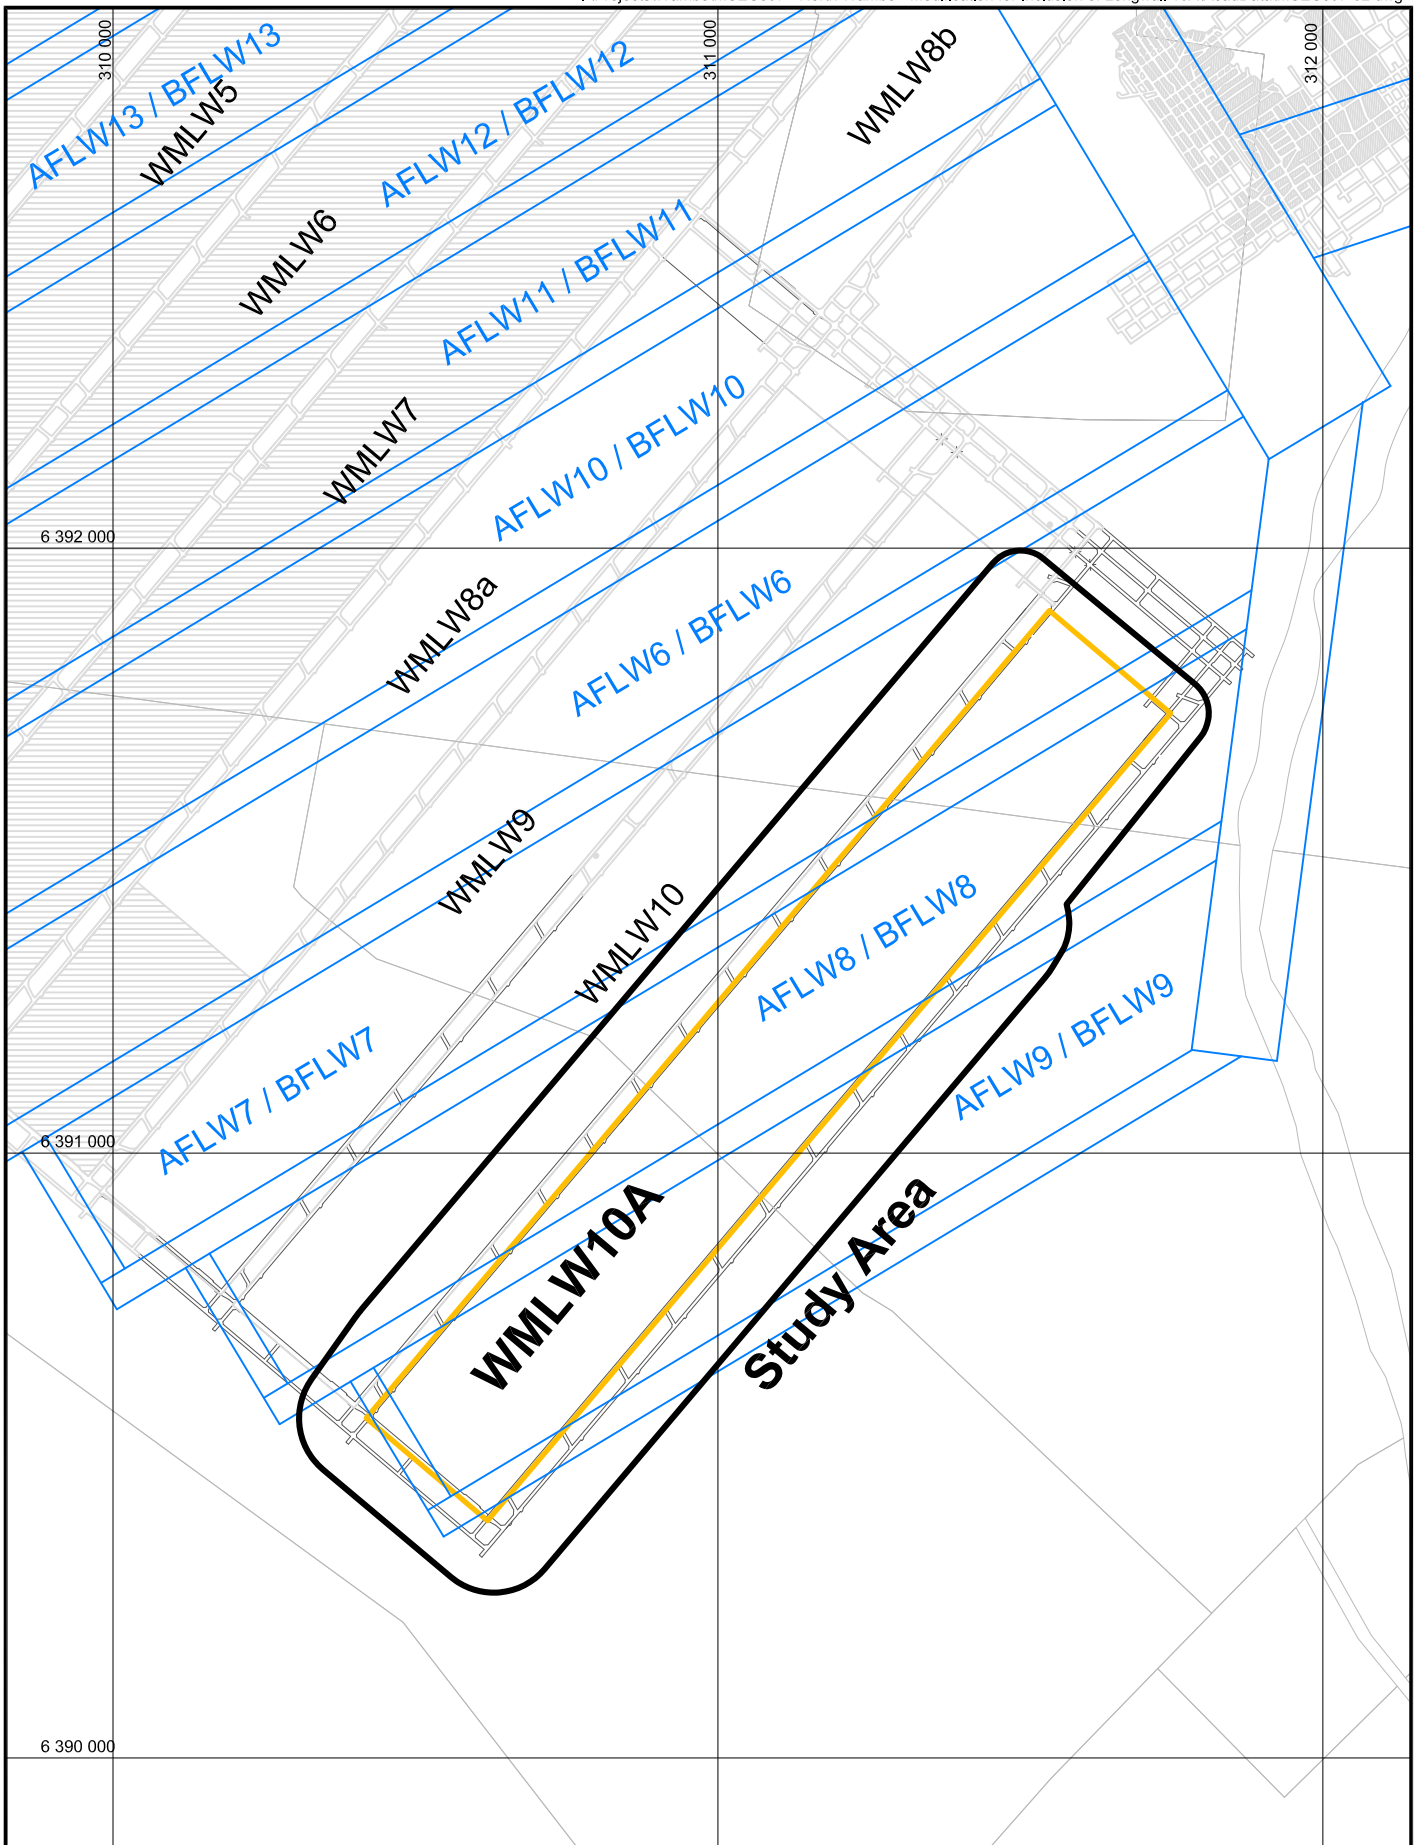 310 000
311 000
312 000
AFLW13 / BFLW13
WMLW5
AFLW12 / BFLW12
WMLW8b
WMLW6
AFLW11 / BFLW11
WMLW7
AFLW10 / BFLW10
6 392 000
WMLW8a
AFLW6 / BFLW6
WMLW9
WMLW10
AFLW8 / BFLW8
AFLW9 / BFLW9
AFLW7 / BFLW7
6 391 000
WMLW10A
Study Area
6 390 000